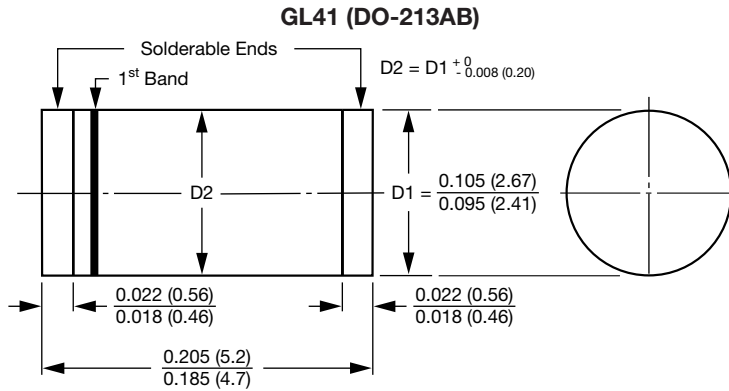 GL41 (DO-213AB)
Solderable Ends
D2 = D1 + 0 - 0.008 (0.20)
1st Band
D2
D1 = 0.105 (2.67)
0.095 (2.41)
0.022 (0.56)
0.018 (0.46)
0.022 (0.56)
0.018 (0.46)
0.205 (5.2)
0.185 (4.7)